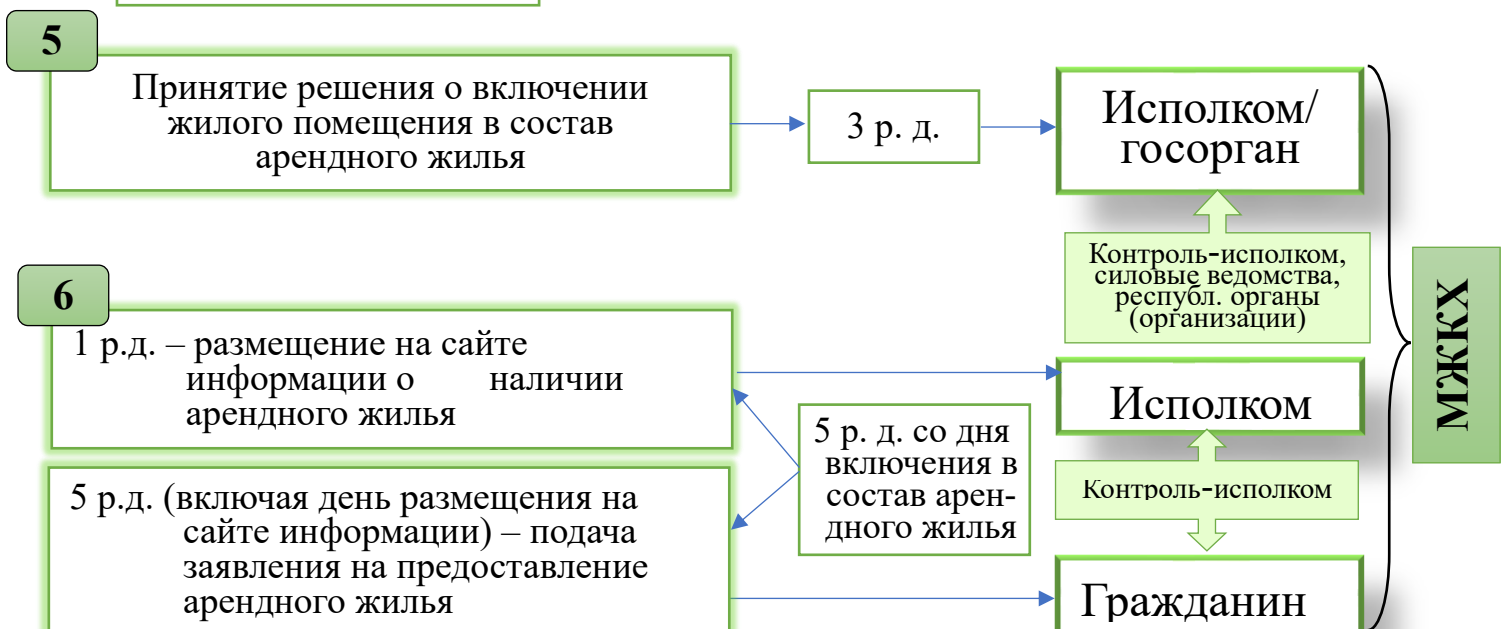 5
Принятие решения о включении
жилого помещения в состав
арендного жилья
3 р. д.
Исполком/
госорган
Контроль-исполком,
силовые ведомства,
республ. органы
(организации)
МЖКХ
6
1 р.д. – размещение на сайте
информации о наличии
арендного жилья
Исполком
5 р. д. со дня
включения в
состав арен-
дного жилья
Контроль-исполком
5 р.д. (включая день размещения на
сайте информации) – подача
заявления на предоставление
арендного жилья
Гражданин